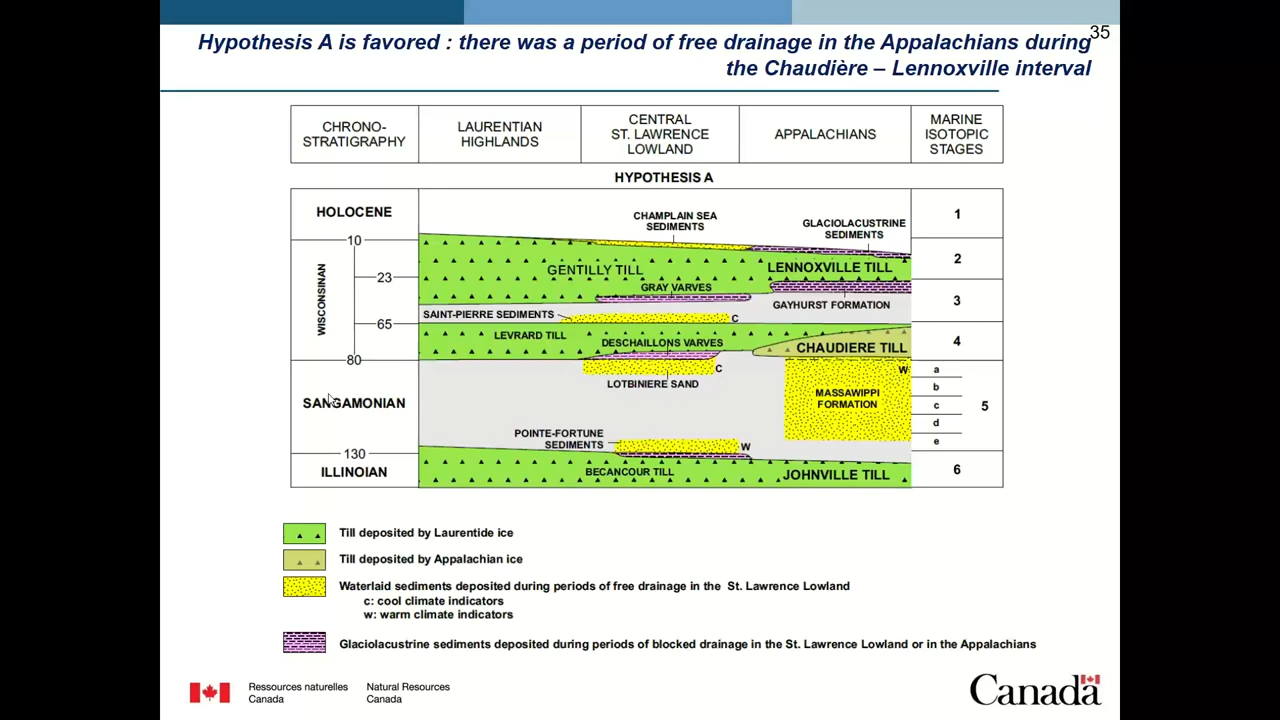 35
Hypothesis A is favored : there was a period of free drainage in the Appalachians during
the Chaudière – Lennoxville interval
CHRONO-
STRATIGRAPHY
LAURENTIAN
HIGHLANDS
CENTRAL
ST. LAWRENCE
LOWLAND
APPALACHIANS
MARINE
ISOTOPIC
STAGES
HYPOTHESIS A
HOLOCENE
CHAMPLAIN SEA
SEDIMENTS
GLACIOLACUSTRINE
SEDIMENTS
1
10
WISCONSINAN
GENTILLY TILL
LENNOXVILLE TILL
2
23
GRAY VARVES
GAYHURST FORMATION
3
SAINT-PIERRE SEDIMENTS
C
65
LEVRARD TILL
DESCHAILLONS VARVES
CHAUDIERE TILL
4
80
LOTBINIERE SAND
C
W
a
b
c
d
e
5
SANGAMONIAN
MASSAWIPPI
FORMATION
POINTE-FORTUNE
SEDIMENTS
W
130
ILLINOIAN
BECANCOUR TILL
JOHNVILLE TILL
6
Till deposited by Laurentide ice
Till deposited by Appalachian ice
Waterlaid sediments deposited during periods of free drainage in the St. Lawrence Lowland
c: cool climate indicators
w: warm climate indicators
Glaciolacustrine sediments deposited during periods of blocked drainage in the St. Lawrence Lowland or in the Appalachians
Ressources naturelles
Canada
Natural Resources
Canada
Canada